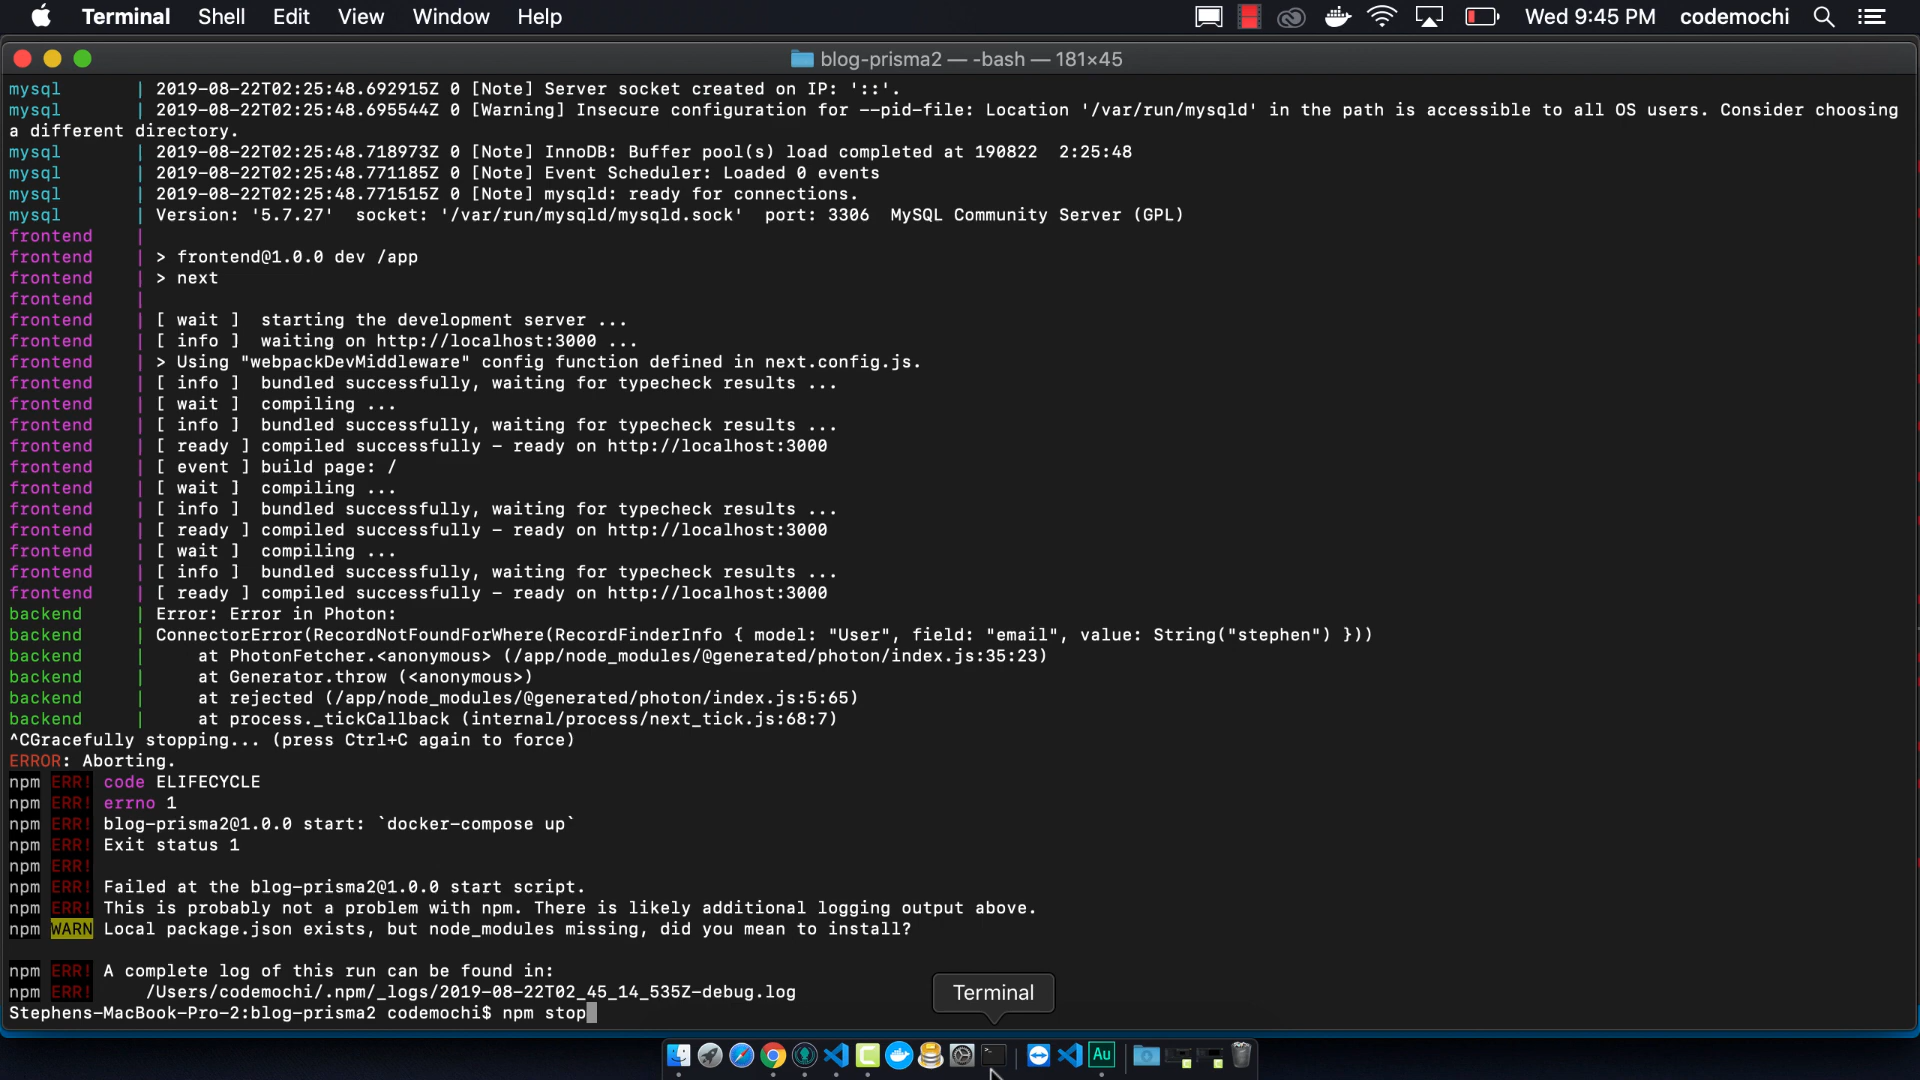 Terminal Shell Edit View Window Help Wed 9:45 PM codemochi
blog-prisma2 — -bash — 181×45
mysql | 2019-08-22T02:25:48.692915Z 0 [Note] Server socket created on IP: '::'.
mysql | 2019-08-22T02:25:48.695544Z 0 [Warning] Insecure configuration for --pid-file: Location '/var/run/mysqld' in the path is accessible to all OS users. Consider choosing
a different directory.
mysql | 2019-08-22T02:25:48.718973Z 0 [Note] InnoDB: Buffer pool(s) load completed at 190822  2:25:48
mysql | 2019-08-22T02:25:48.771185Z 0 [Note] Event Scheduler: Loaded 0 events
mysql | 2019-08-22T02:25:48.771515Z 0 [Note] mysqld: ready for connections.
mysql | Version: '5.7.27'  socket: '/var/run/mysqld/mysqld.sock'  port: 3306  MySQL Community Server (GPL)
frontend |
frontend | > frontend@1.0.0 dev /app
frontend | > next
frontend |
frontend | [ wait ]  starting the development server ...
frontend | [ info ]  waiting on http://localhost:3000 ...
frontend | > Using "webpackDevMiddleware" config function defined in next.config.js.
frontend | [ info ]  bundled successfully, waiting for typecheck results ...
frontend | [ wait ]  compiling ...
frontend | [ info ]  bundled successfully, waiting for typecheck results ...
frontend | [ ready ] compiled successfully - ready on http://localhost:3000
frontend | [ event ] build page: /
frontend | [ wait ]  compiling ...
frontend | [ info ]  bundled successfully, waiting for typecheck results ...
frontend | [ ready ] compiled successfully - ready on http://localhost:3000
frontend | [ wait ]  compiling ...
frontend | [ info ]  bundled successfully, waiting for typecheck results ...
frontend | [ ready ] compiled successfully - ready on http://localhost:3000
backend | Error: Error in Photon:
backend | ConnectorError(RecordNotFoundForWhere(RecordFinderInfo { model: "User", field: "email", value: String("stephen") }))
backend |     at PhotonFetcher.<anonymous> (/app/node_modules/@generated/photon/index.js:35:23)
backend |     at Generator.throw (<anonymous>)
backend |     at rejected (/app/node_modules/@generated/photon/index.js:5:65)
backend |     at process._tickCallback (internal/process/next_tick.js:68:7)
^CGracefully stopping... (press Ctrl+C again to force)
ERROR: Aborting.
npm ERR! code ELIFECYCLE
npm ERR! errno 1
npm ERR! blog-prisma2@1.0.0 start: `docker-compose up`
npm ERR! Exit status 1
npm ERR!
npm ERR! Failed at the blog-prisma2@1.0.0 start script.
npm ERR! This is probably not a problem with npm. There is likely additional logging output above.
npm WARN Local package.json exists, but node_modules missing, did you mean to install?
npm ERR! A complete log of this run can be found in:
npm ERR!     /Users/codemochi/.npm/_logs/2019-08-22T02_45_14_535Z-debug.log
Stephens-MacBook-Pro-2:blog-prisma2 codemochi$ npm stop
Terminal
Au